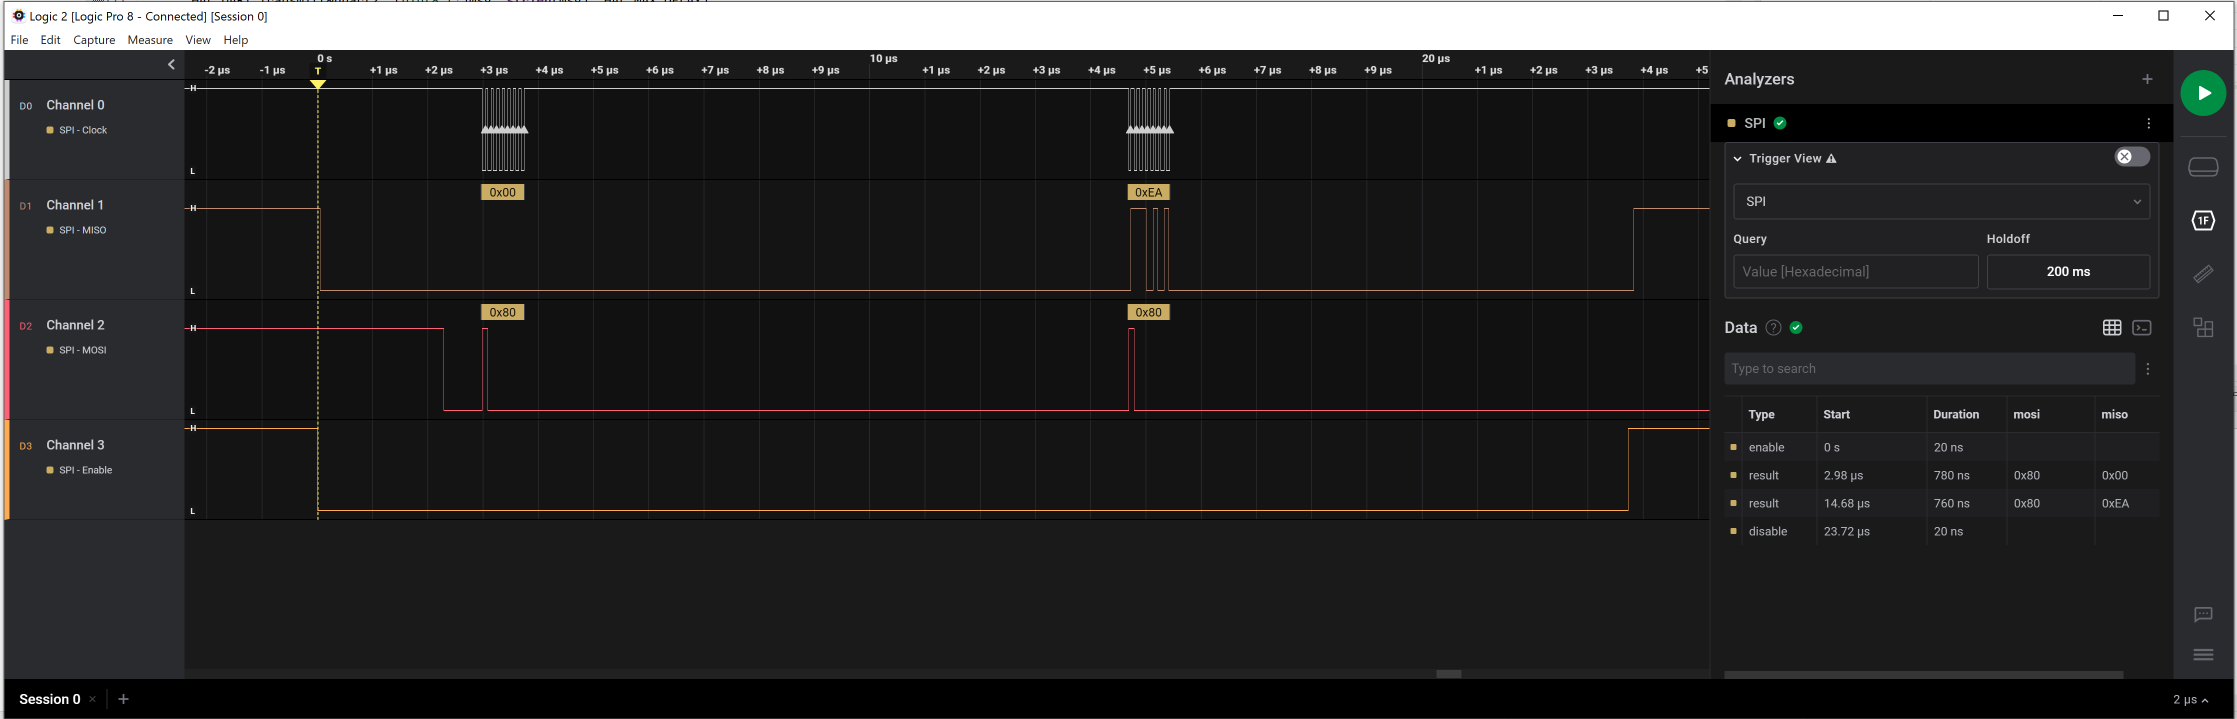 Logic 2 [Logic Pro 8 - Connected] [Session 0]
File Edit Capture Measure View Help
0 s 10 µs 20 µs
-2 µs -1 µs T +1 µs +2 µs +3 µs +4 µs +5 µs +6 µs +7 µs +8 µs +9 µs +1 µs +2 µs +3 µs +4 µs +5 µs +6 µs +7 µs +8 µs +9 µs +1 µs +2 µs +3 µs +4 µs +5
D0 Channel 0 H
SPI - Clock
L
0x00 0xEA
D1 Channel 1 H
SPI - MISO
L
0x80 0x80
D2 Channel 2 H
SPI - MOSI
L
D3 Channel 3 H
SPI - Enable
L
Analyzers
SPI
Trigger View
SPI
Query Holdoff
Value [Hexadecimal] 200 ms
Data
Type to search
Type Start Duration mosi miso
enable 0 s 20 ns
result 2.98 µs 780 ns 0x80 0x00
result 14.68 µs 760 ns 0x80 0xEA
disable 23.72 µs 20 ns
1F
Session 0
2 µs